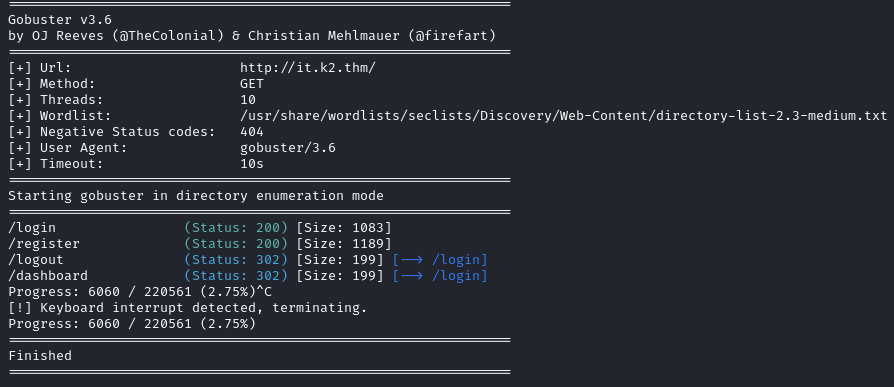 ===============================================================
Gobuster v3.6
by OJ Reeves (@TheColonial) & Christian Mehlmauer (@firefart)
===============================================================
[+] Url:                     http://it.k2.thm/
[+] Method:                  GET
[+] Threads:                 10
[+] Wordlist:                /usr/share/wordlists/seclists/Discovery/Web-Content/directory-list-2.3-medium.txt
[+] Negative Status codes:   404
[+] User Agent:              gobuster/3.6
[+] Timeout:                 10s
===============================================================
Starting gobuster in directory enumeration mode
===============================================================
/login                (Status: 200) [Size: 1083]
/register             (Status: 200) [Size: 1189]
/logout               (Status: 302) [Size: 199] [--> /login]
/dashboard            (Status: 302) [Size: 199] [--> /login]
Progress: 6060 / 220561 (2.75%)^C
[!] Keyboard interrupt detected, terminating.
Progress: 6060 / 220561 (2.75%)
===============================================================
Finished
===============================================================